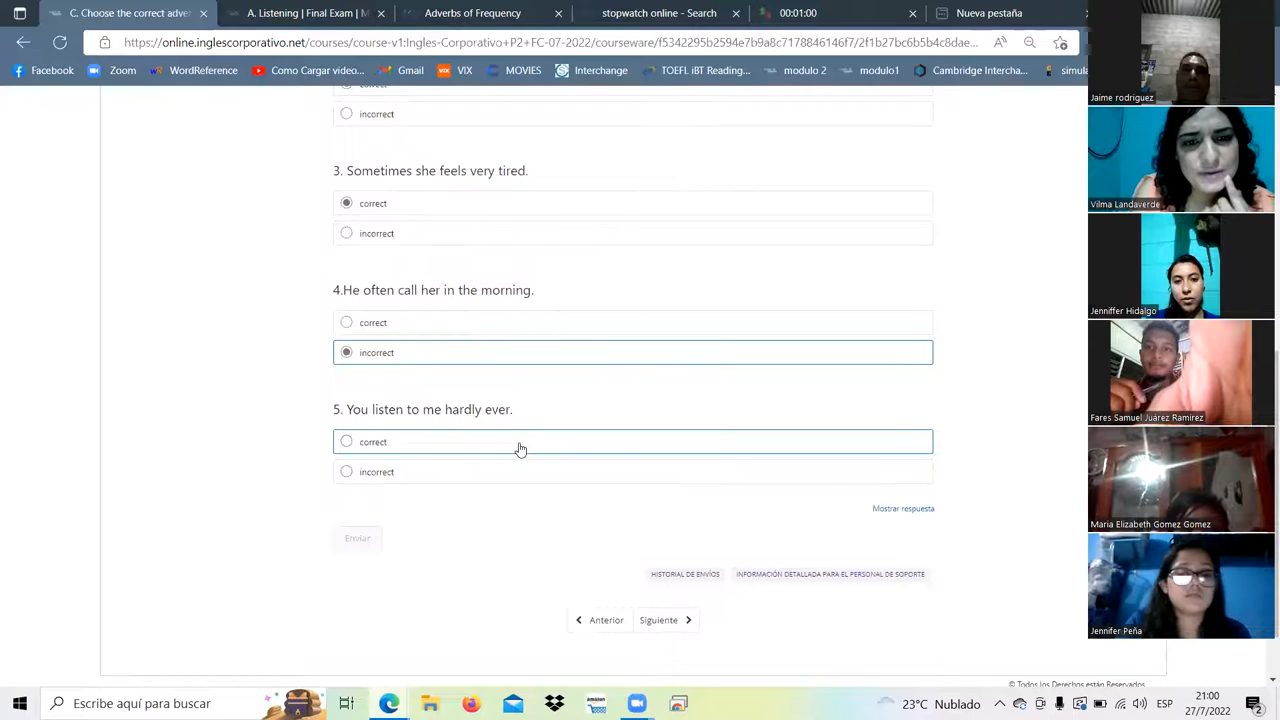 C. Choose the correct adver
A. Listening | Final Exam | M
Adverbs of Frequency
stopwatch online - Search
00:01:00
Nueva pestaña
https://online.inglescorporativo.net/courses/course-v1:Ingles-Corporativo+P2+FC-07-2022/courseware/f5342295b2594e7b9a8c7178846146f7/2f1b27bc6b5b4c8dae...
Facebook
Zoom
WordReference
Como Cargar video...
Gmail
VIX
MOVIES
Interchange
TOEFL iBT Reading...
modulo 2
modulo1
Cambridge Intercha...
simula
correct
incorrect
3. Sometimes she feels very tired.
correct
incorrect
4.He often call her in the morning.
correct
incorrect
5. You listen to me hardly ever.
correct
incorrect
Mostrar respuesta
Enviar
HISTORIAL DE ENVÍOS
INFORMACIÓN DETALLADA PARA EL PERSONAL DE SOPORTE
Anterior
Siguiente
© Todos los Derechos están Reservados
Jaime rodriguez
Vilma Landaverde
Jenniffer Hidalgo
Fares Samuel Juárez Ramirez
Maria Elizabeth Gomez Gomez
Jennifer Peña
Escribe aquí para buscar
amazon
23°C Nublado
ESP
21:00
27/7/2022
2